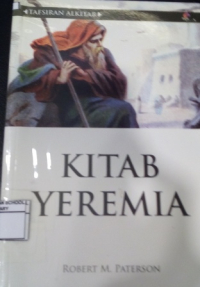 TAFSIRAN ALKITAB
KITAB
YEREMIA
ROBERT M. PATERSON